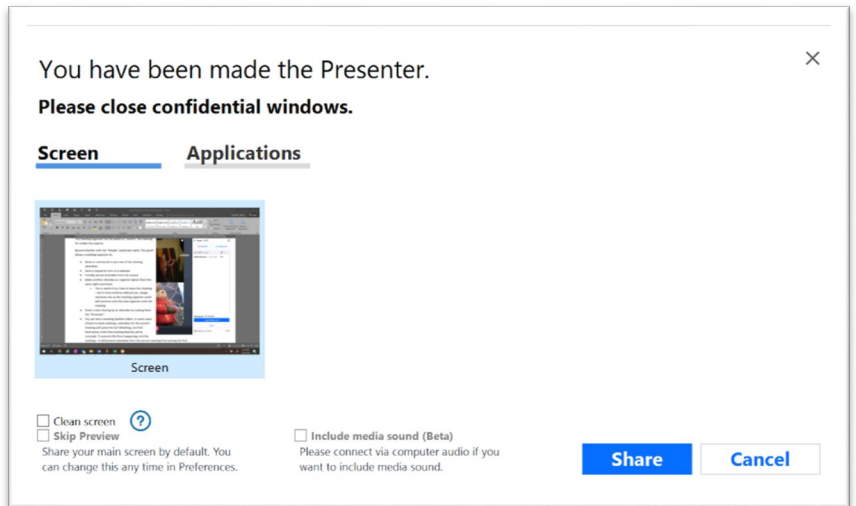 You have been made the Presenter.
Please close confidential windows.
Screen Applications
Screen
Clean screen ?
Skip Preview
Share your main screen by default. You
can change this any time in Preferences.
Include media sound (Beta)
Please connect via computer audio if you
want to include media sound.
Share Cancel